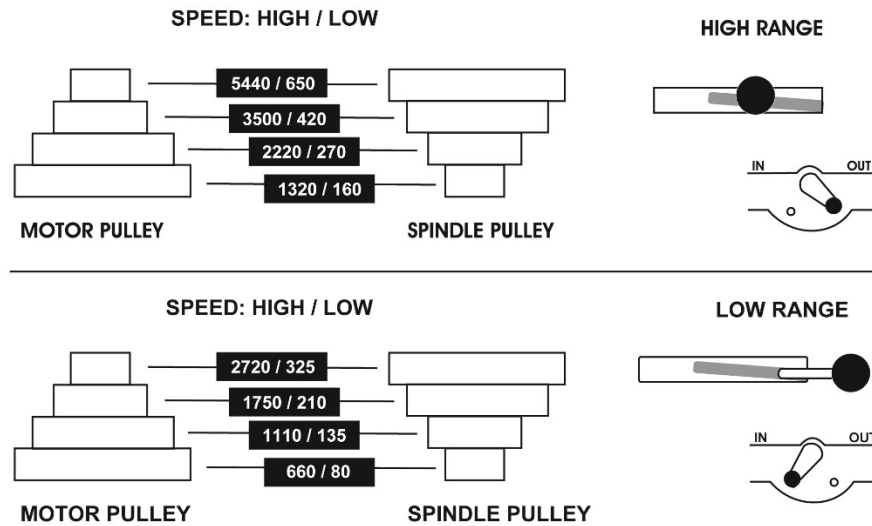 SPEED: HIGH / LOW
HIGH RANGE
5440 / 650
3500 / 420
2220 / 270
1320 / 160
IN OUT
MOTOR PULLEY SPINDLE PULLEY
SPEED: HIGH / LOW
LOW RANGE
2720 / 325
1750 / 210
1110 / 135
660 / 80
IN OUT
MOTOR PULLEY SPINDLE PULLEY